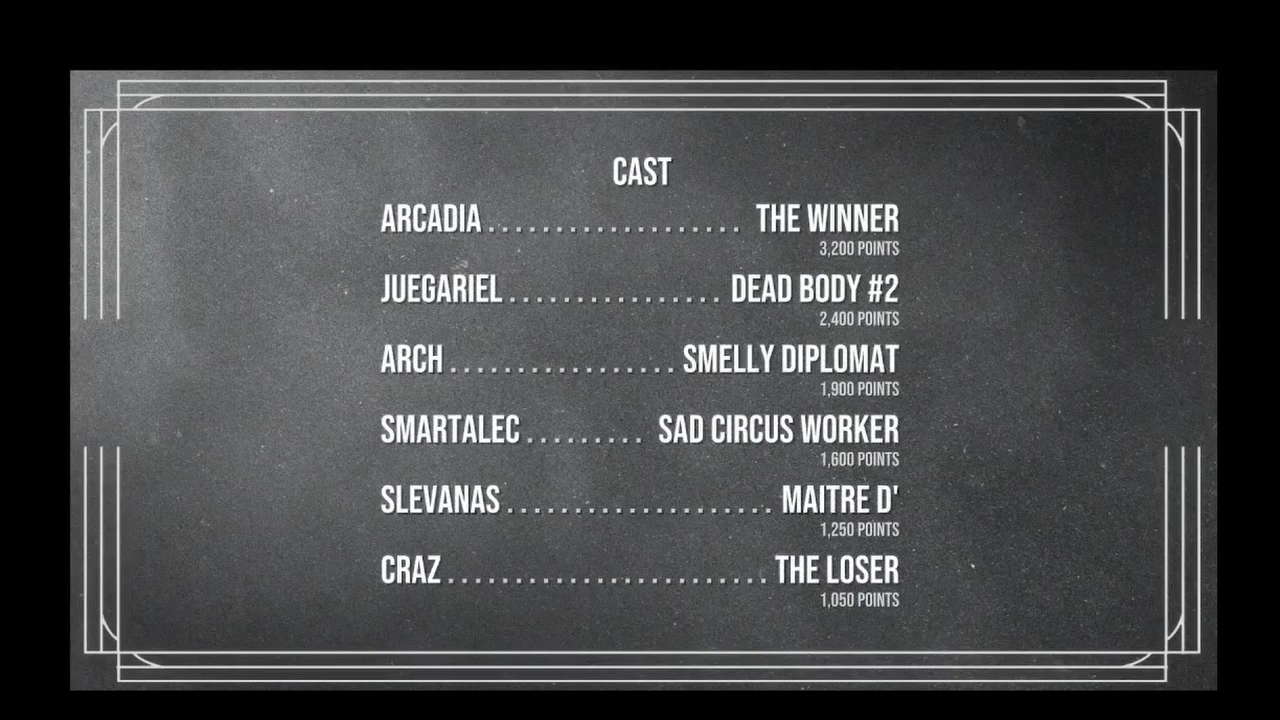 CAST
ARCADIA . . . . . . . . . . . . . . . . . . . THE WINNER
3,200 POINTS
JUEGARIEL . . . . . . . . . . . . . . . . DEAD BODY #2
2,400 POINTS
ARCH . . . . . . . . . . . . . . . . . SMELLY DIPLOMAT
1,900 POINTS
SMARTALEC . . . . . . . . . SAD CIRCUS WORKER
1,600 POINTS
SLEVANAS . . . . . . . . . . . . . . . . . . . . MAITRE D'
1,250 POINTS
CRAZ . . . . . . . . . . . . . . . . . . . . . . . . THE LOSER
1,050 POINTS